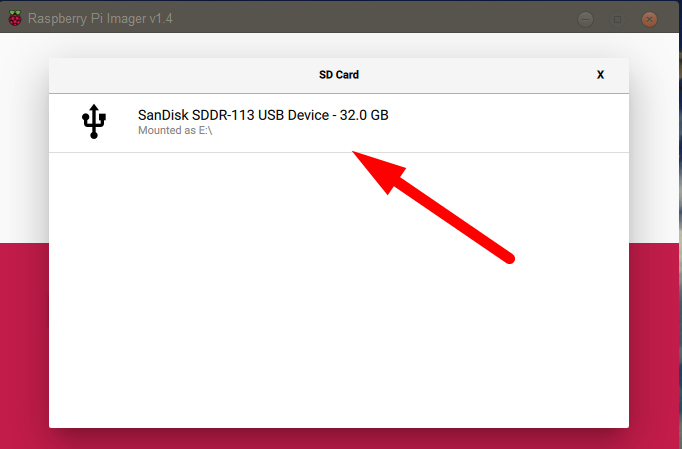 Raspberry Pi Imager v1.4
SD Card
X
SanDisk SDDR-113 USB Device - 32.0 GB
Mounted as E:\